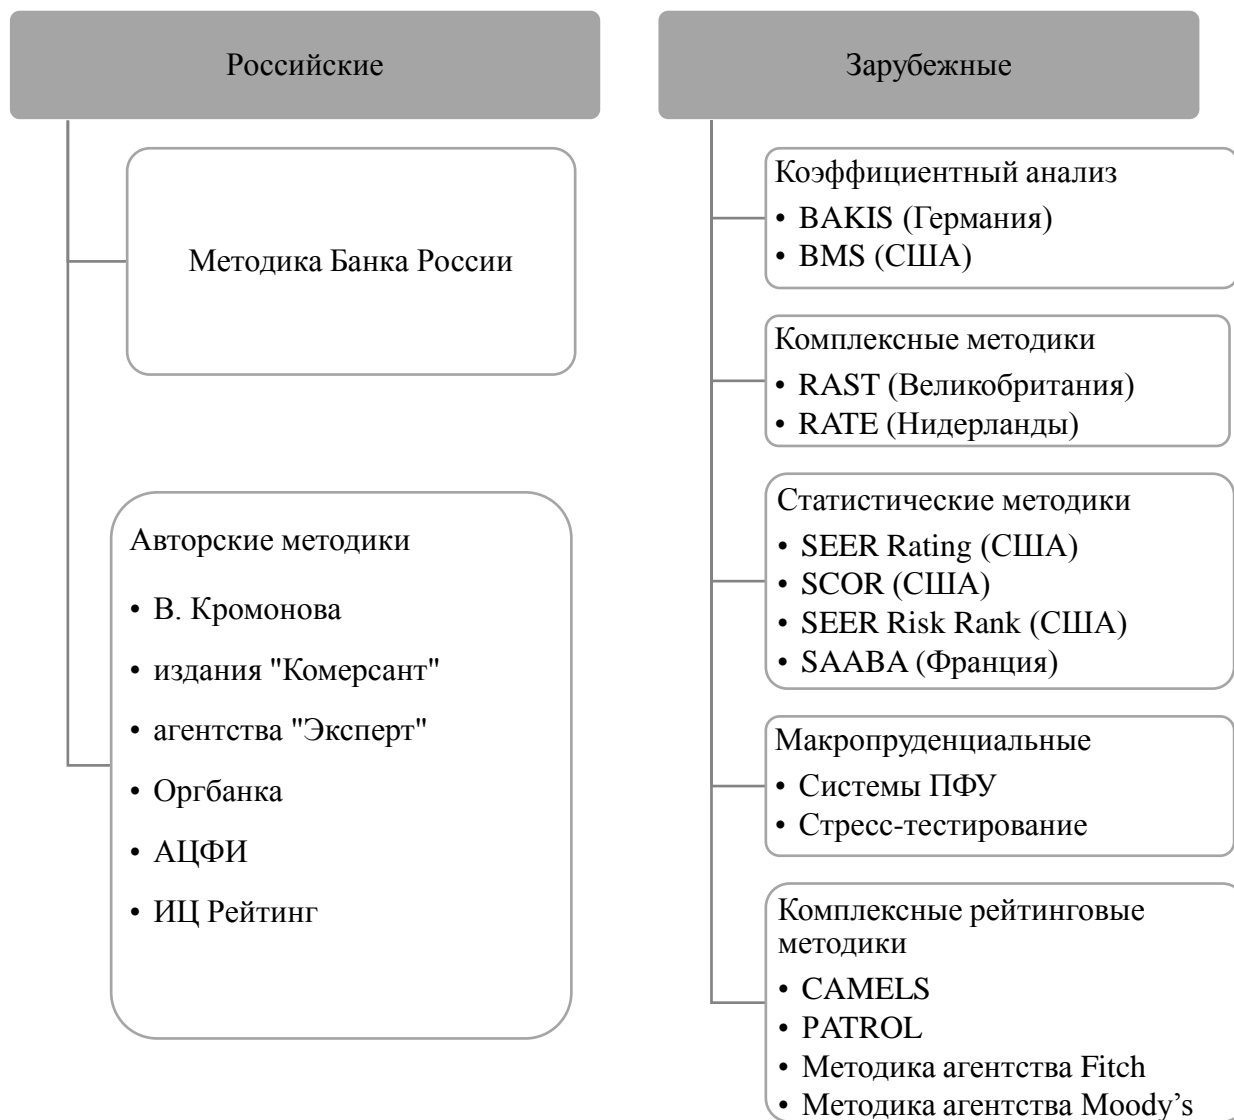 Российские
Методика Банка России
Авторские методики
• В. Кромонова
• издания "Комерсант"
• агентства "Эксперт"
• Оргбанка
• АЦФИ
• ИЦ Рейтинг
Зарубежные
Коэффициентный анализ
• BAKIS (Германия)
• BMS (США)
Комплексные методики
• RAST (Великобритания)
• RATE (Нидерланды)
Статистические методики
• SEER Rating (США)
• SCOR (США)
• SEER Risk Rank (США)
• SAABA (Франция)
Макропруденциальные
• Системы ПФУ
• Стресс-тестирование
Комплексные рейтинговые
методики
• CAMELS
• PATROL
• Методика агентства Fitch
• Методика агентства Moody’s